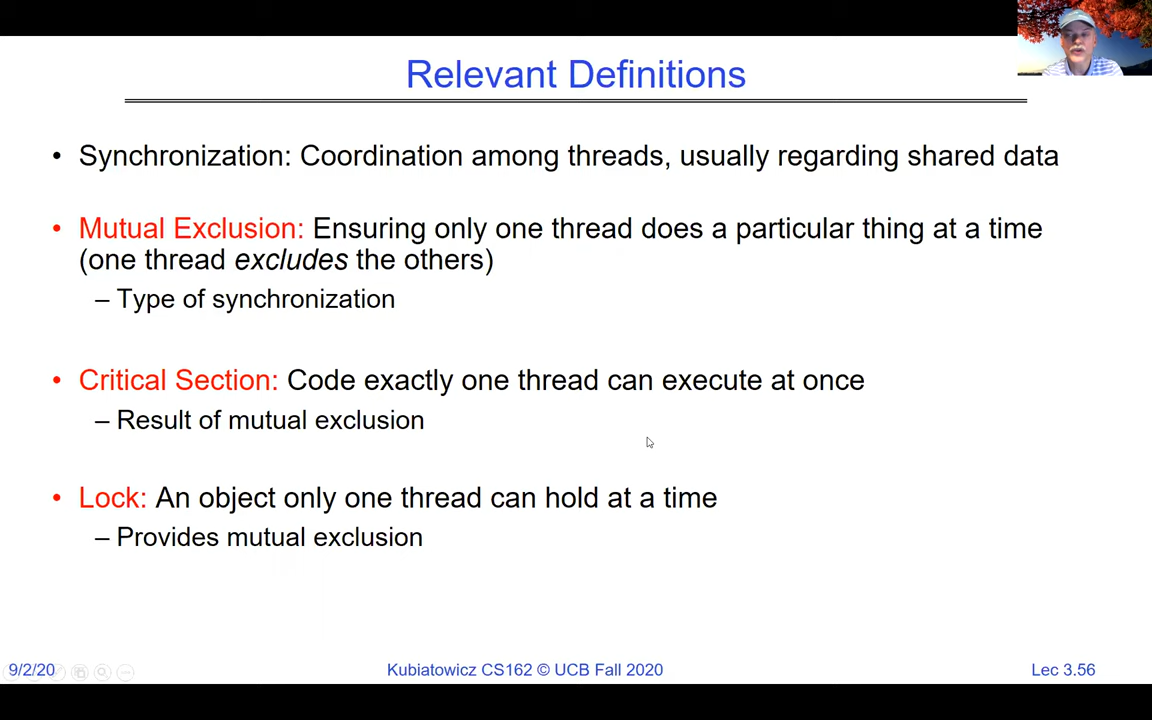 Relevant Definitions
• Synchronization: Coordination among threads, usually regarding shared data
• Mutual Exclusion: Ensuring only one thread does a particular thing at a time
(one thread excludes the others)
– Type of synchronization
• Critical Section: Code exactly one thread can execute at once
– Result of mutual exclusion
• Lock: An object only one thread can hold at a time
– Provides mutual exclusion
9/2/20
Kubiatowicz CS162 © UCB Fall 2020
Lec 3.56